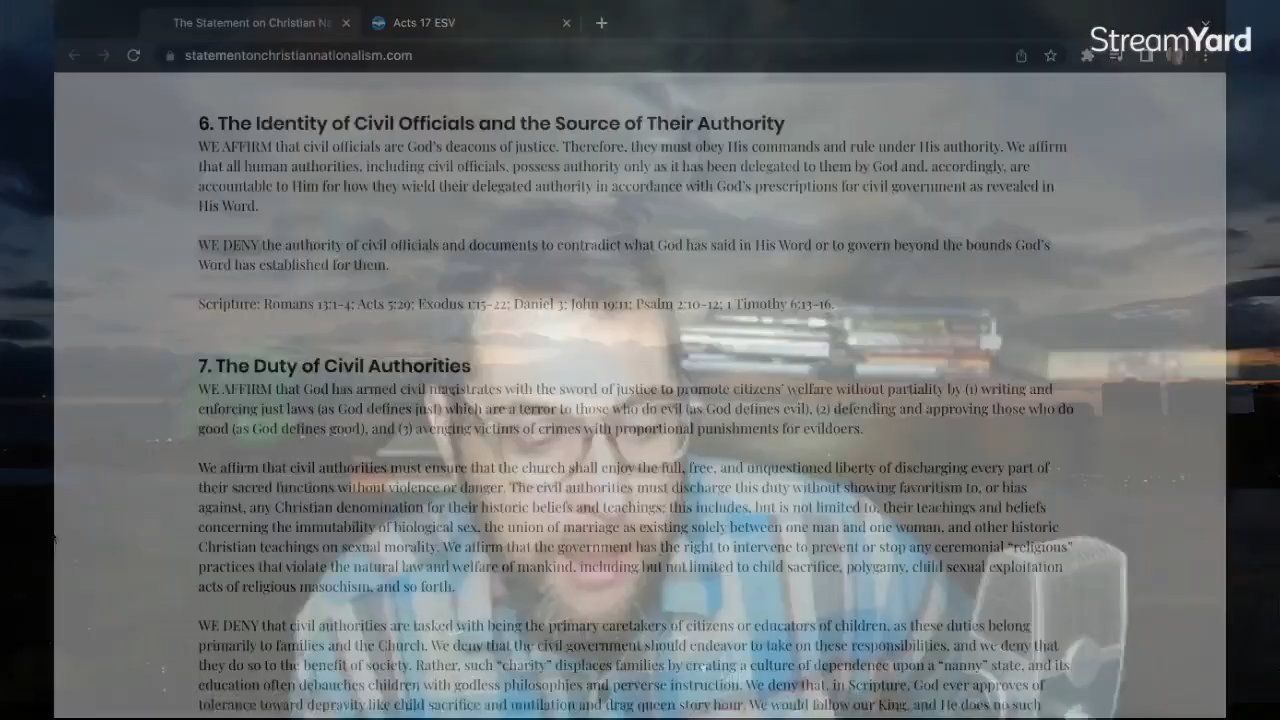 The Statement on Christian Na
Acts 17 ESV
StreamYard
statementonchristiannationalism.com
6. The Identity of Civil Officials and the Source of Their Authority
WE AFFIRM that civil officials are God's deacons of justice. Therefore, they must obey His commands and rule under His authority. We affirm
that all human authorities, including civil officials, possess authority only as it has been delegated to them by God and, accordingly, are
accountable to Him for how they wield their delegated authority in accordance with God's prescriptions for civil government as revealed in
His Word.
WE DENY the authority of civil officials and documents to contradict what God has said in His Word or to govern beyond the bounds God's
Word has established for them.
Scripture: Romans 13:1-4; Acts 5:29; Exodus 1:15-22; Daniel 3; John 19:11; Psalm 2:10-12; 1 Timothy 6:13-16.
7. The Duty of Civil Authorities
WE AFFIRM that God has armed civil magistrates with the sword of justice to promote citizens' welfare without partiality by (1) writing and
enforcing just laws (as God defines just) which are a terror to those who do evil (as God defines evil), (2) defending and approving those who do
good (as God defines good), and (3) avenging victims of crimes with proportional punishments for evildoers.
We affirm that civil authorities must ensure that the church shall enjoy the full, free, and unquestioned liberty of discharging every part of
their sacred functions without violence or danger. The civil authorities must discharge this duty without showing favoritism to, or bias
against, any Christian denomination for their historic beliefs and teachings; this includes, but is not limited to, their teachings and beliefs
concerning the immutability of biological sex, the union of marriage as existing solely between one man and one woman, and other historic
Christian teachings on sexual morality. We affirm that the government has the right to intervene to prevent or stop any ceremonial "religious"
practices that violate the natural law and welfare of mankind, including but not limited to child sacrifice, polygamy, child sexual exploitation
acts of religious masochism, and so forth.
WE DENY that civil authorities are tasked with being the primary caretakers of citizens or educators of children, as these duties belong
primarily to families and the Church. We deny that the civil government should endeavor to take on these responsibilities, and we deny that
they do so to the benefit of society. Rather, such "charity" displaces families by creating a culture of dependence upon a "nanny" state, and its
education often debauches children with godless philosophies and perverse instruction. We deny that, in Scripture, God ever approves of
tolerance toward depravity like child sacrifice and mutilation and drag queen story hour. We would follow our King, and He does no such